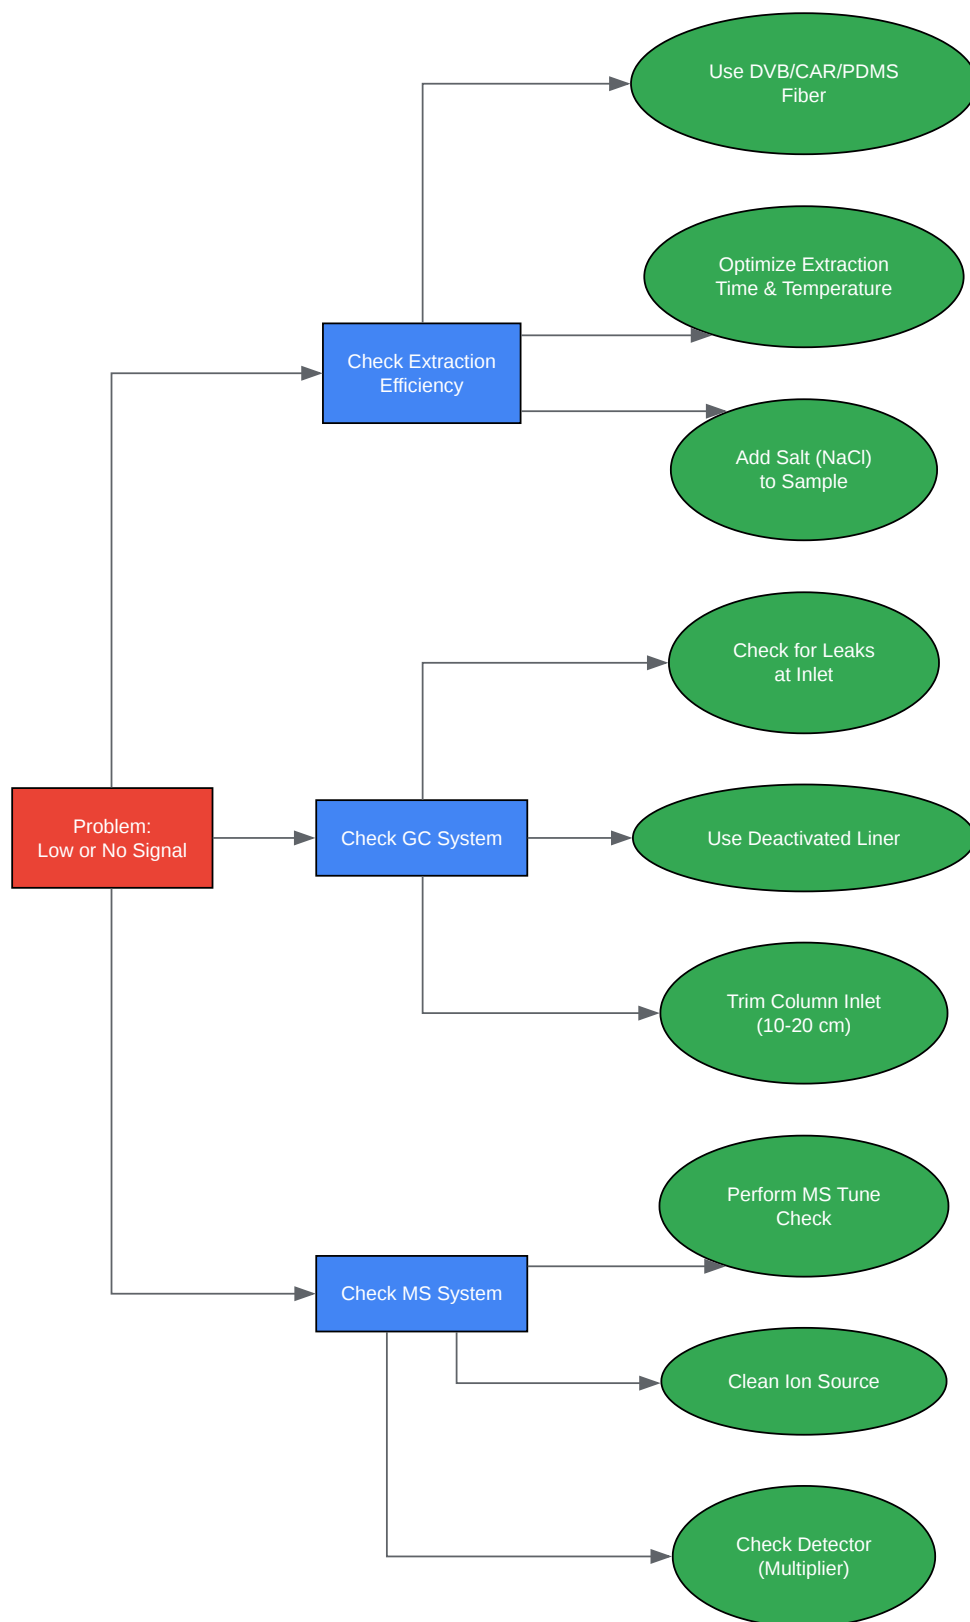 Use DVB/CAR/PDMS
Fiber
Optimize Extraction
Time & Temperature
Check Extraction
Efficiency
Add Salt (NaCl)
to Sample
Check for Leaks
at Inlet
Problem:
Low or No Signal
Check GC System
Use Deactivated Liner
Trim Column Inlet
(10-20 cm)
Perform MS Tune
Check
Check MS System
Clean Ion Source
Check Detector
(Multiplier)